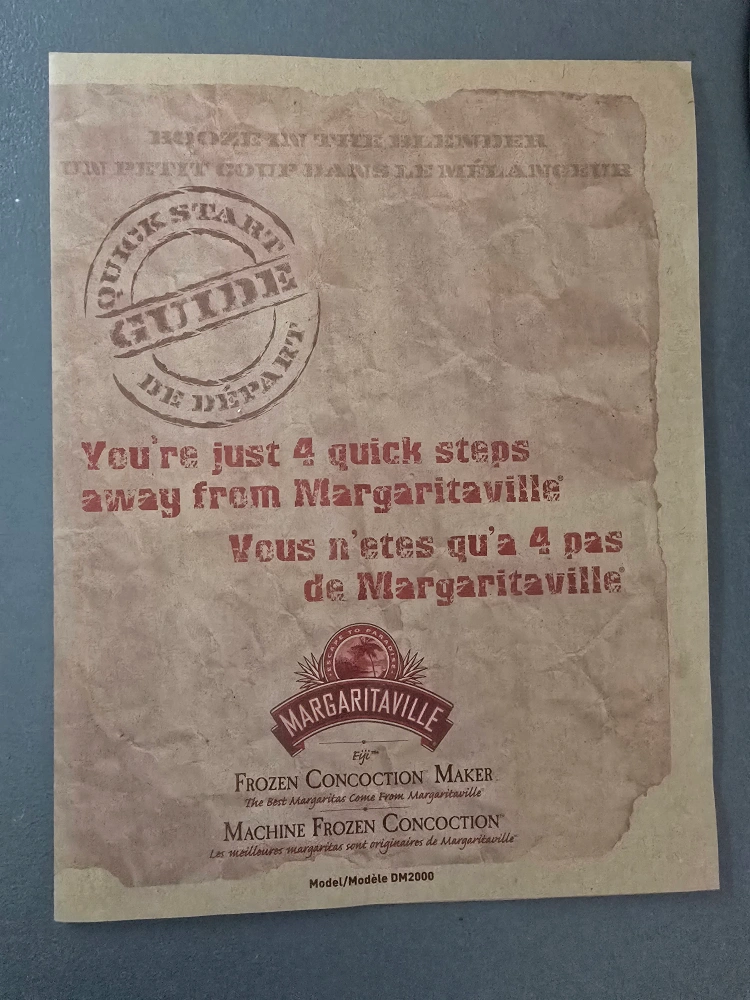 BOOZE IN THE BLENDER
UN PETIT COUP DANS LE MÉLANGEUR
QUICK START
GUIDE
DE DÉPART
You're just 4 quick steps
away from Margaritaville®
Vous n'etes qu'a 4 pas
de Margaritaville®
ESCAPE TO PARADISE
MARGARITAVILLE
Fiji™
FROZEN CONCOCTION™ MAKER
The Best Margaritas Come From Margaritaville™
MACHINE FROZEN CONCOCTION™
Les meilleures margaritas sont originaires de Margaritaville™
Model/Modèle DM2000